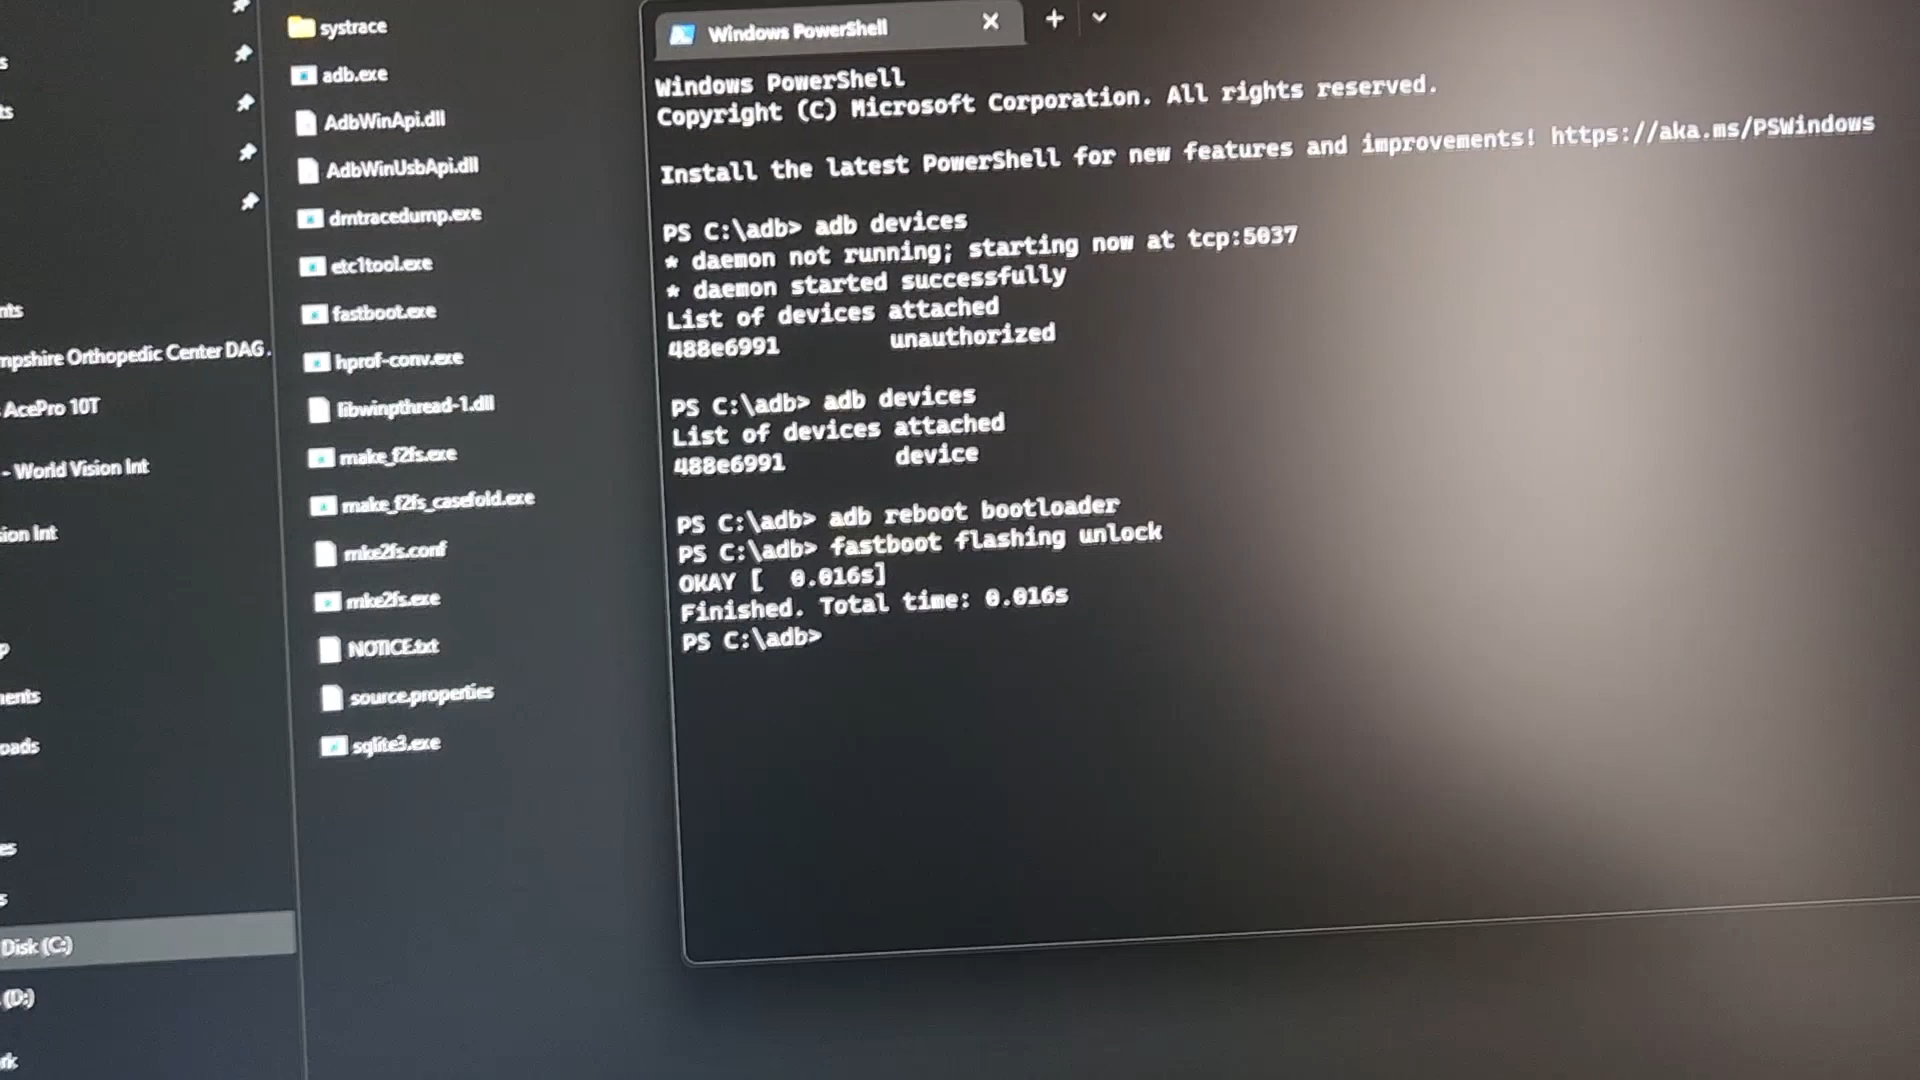 systrace
adb.exe
AdbWinApi.dll
AdbWinUsbApi.dll
dmtracedump.exe
etc1tool.exe
fastboot.exe
hprof-conv.exe
libwinpthread-1.dll
make_f2fs.exe
make_f2fs_casefold.exe
mke2fs.conf
mke2fs.exe
NOTICE.txt
source.properties
sqlite3.exe
nts
mpshire Orthopedic Center DAG.
AcePro 10T
- World Vision Int
sion Int
ments
oads
es
Disk (C:)
(D:)
rk
Windows PowerShell
Windows PowerShell
Copyright (C) Microsoft Corporation. All rights reserved.
Install the latest PowerShell for new features and improvements! https://aka.ms/PSWindows
PS C:\adb> adb devices
* daemon not running; starting now at tcp:5037
* daemon started successfully
List of devices attached
488e6991 unauthorized
PS C:\adb> adb devices
List of devices attached
488e6991 device
PS C:\adb> adb reboot bootloader
PS C:\adb> fastboot flashing unlock
OKAY [ 0.016s]
Finished. Total time: 0.016s
PS C:\adb>